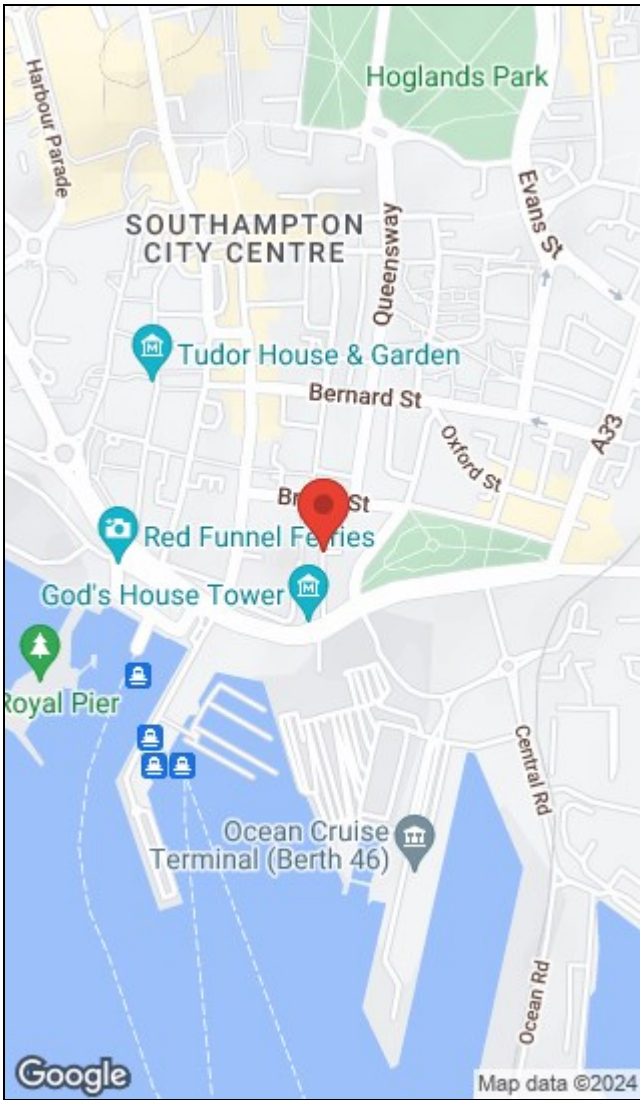 Hoglands Park
Harbour Parade
Evans St
SOUTHAMPTON
CITY CENTRE
Queensway
Tudor House & Garden
Bernard St
A33
Oxford St
St
Red Funnel Ferries
God's House Tower
Royal Pier
Central Rd
Ocean Cruise
Terminal (Berth 46)
Ocean Rd
Google
Map data ©2024